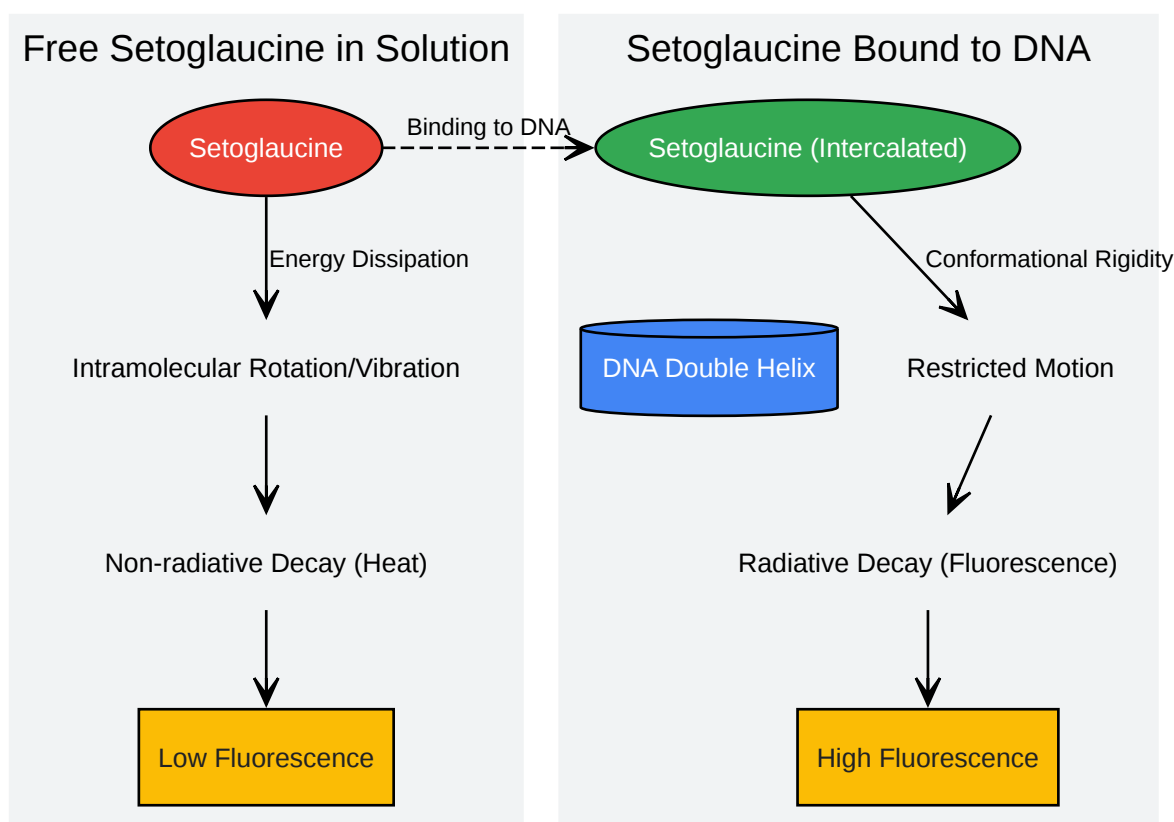 Free Setoglaucine in Solution
Setoglaucine
Energy Dissipation
Intramolecular Rotation/Vibration
Non-radiative Decay (Heat)
Low Fluorescence
Binding to DNA
Setoglaucine Bound to DNA
Setoglaucine (Intercalated)
Conformational Rigidity
DNA Double Helix
Restricted Motion
Radiative Decay (Fluorescence)
High Fluorescence